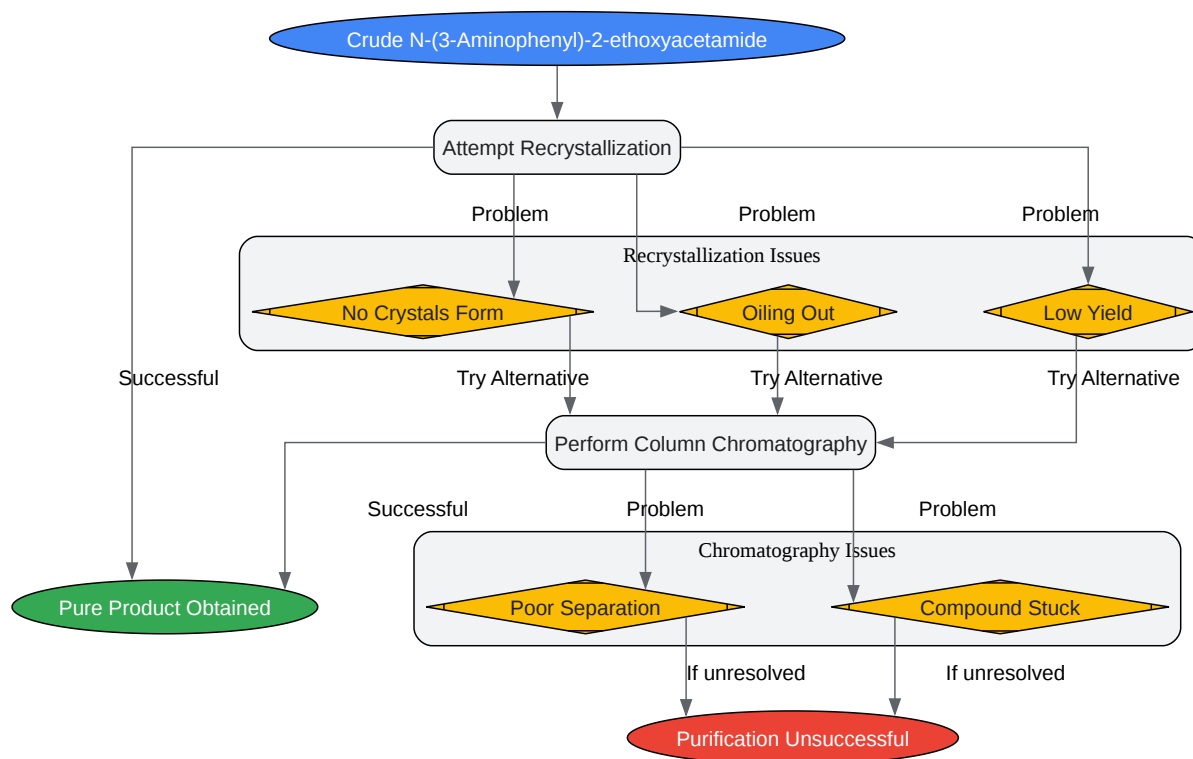 Crude N-(3-Aminophenyl)-2-ethoxyacetamide
Attempt Recrystallization
Problem
Problem
Problem
Recrystallization Issues
No Crystals Form
Oiling Out
Low Yield
Successful
Try Alternative
Try Alternative
Try Alternative
Perform Column Chromatography
Successful
Problem
Problem
Chromatography Issues
Pure Product Obtained
Poor Separation
Compound Stuck
If unresolved
If unresolved
Purification Unsuccessful